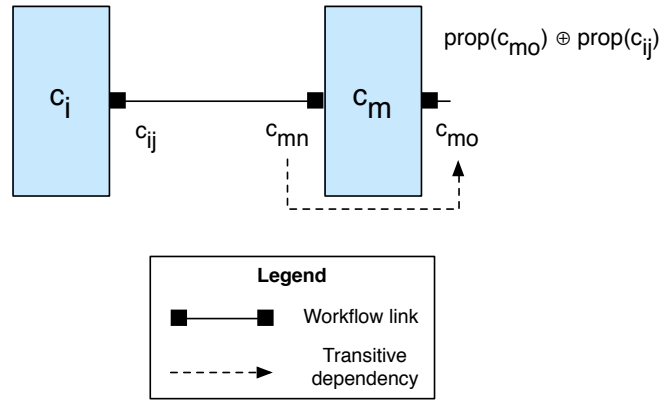 prop(c_mo) ⊕ prop(c_ij)
c_i
c_m
c_ij
c_mn
c_mo
Legend
Workflow link
Transitive
dependency